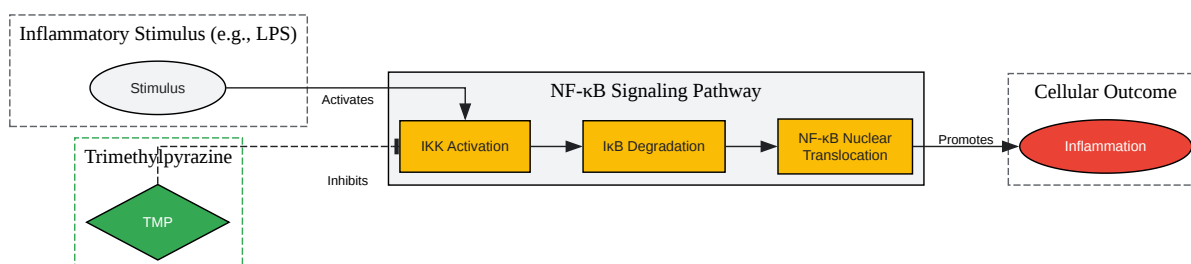 Inflammatory Stimulus (e.g., LPS)
Stimulus
Activates
Trimethylpyrazine
TMP
Inhibits
NF-κB Signaling Pathway
IKK Activation
IκB Degradation
NF-κB Nuclear
Translocation
Promotes
Cellular Outcome
Inflammation